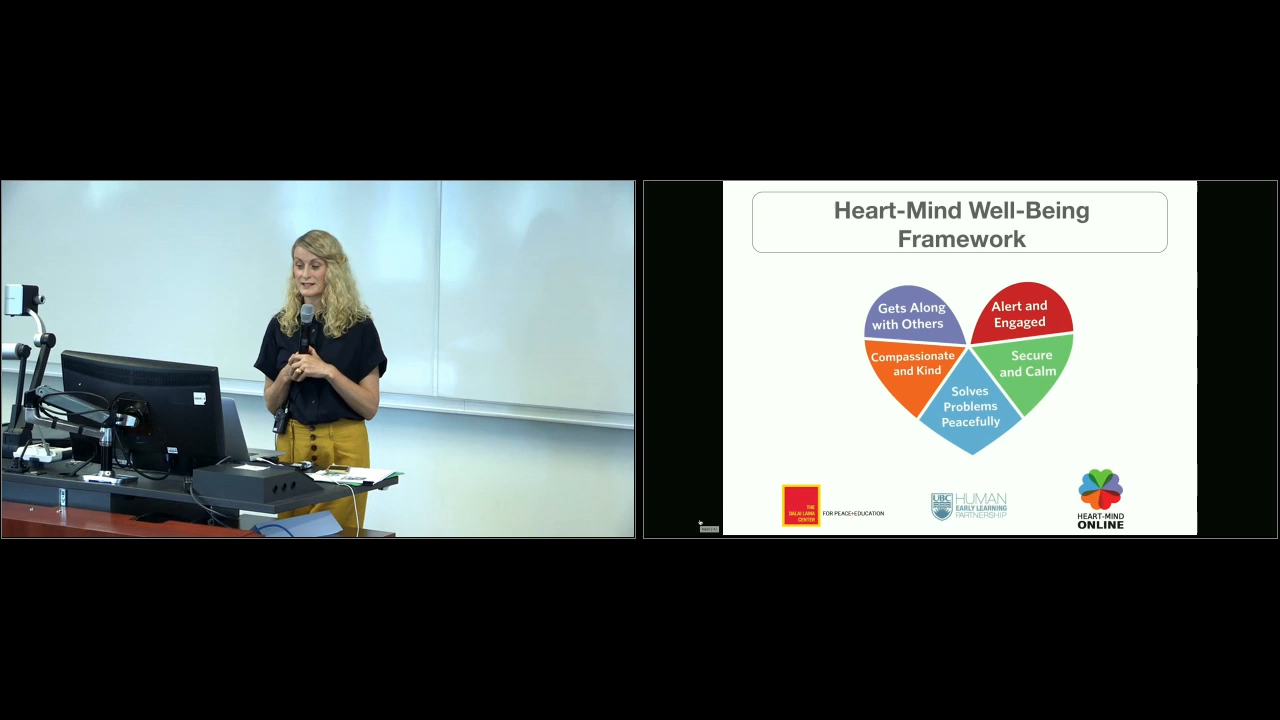 Heart-Mind Well-Being
Framework
Gets Along
with Others
Alert and
Engaged
Compassionate
and Kind
Secure
and Calm
Solves
Problems
Peacefully
THE
DALAI LAMA
CENTER
FOR PEACE+EDUCATION
UBC
HUMAN
EARLY LEARNING
PARTNERSHIP
HEART-MIND
ONLINE